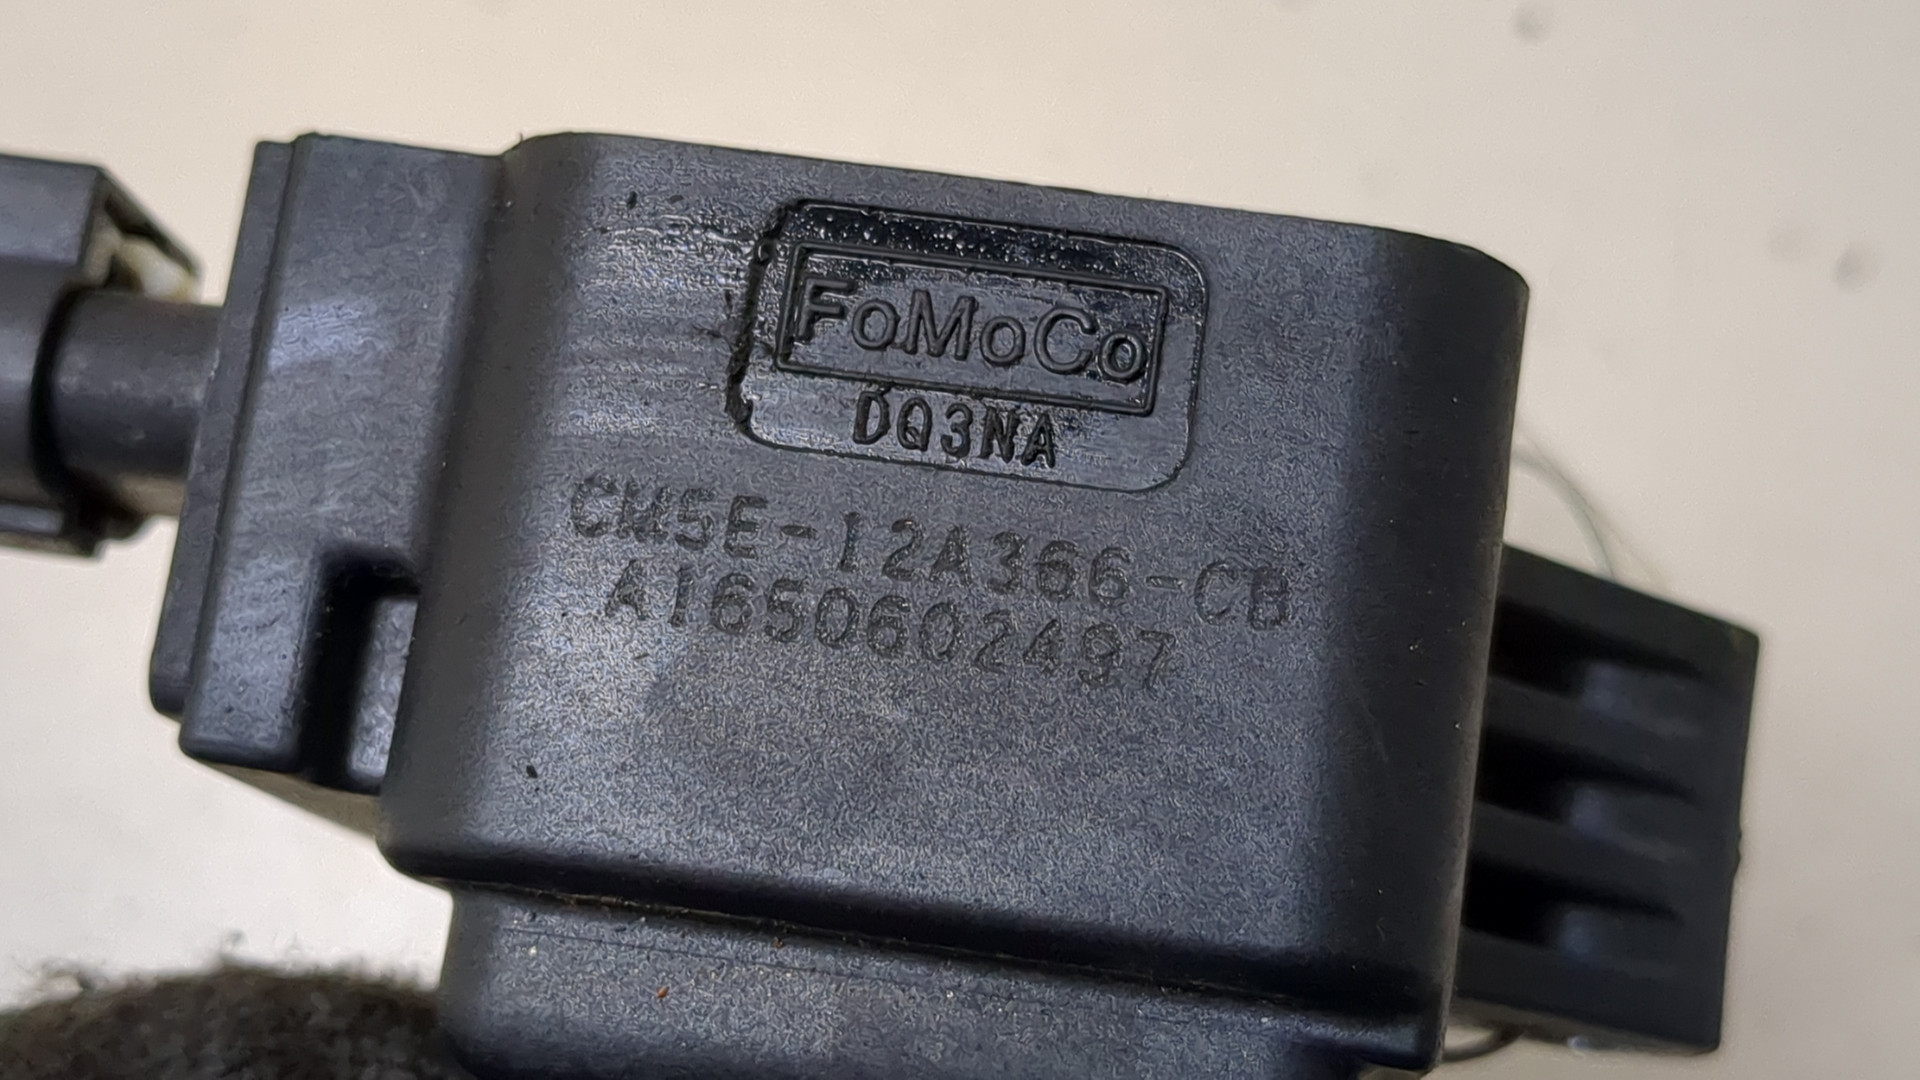 FoMoCo
DQ3NA
CM5E-12A366-CB
A1650602497